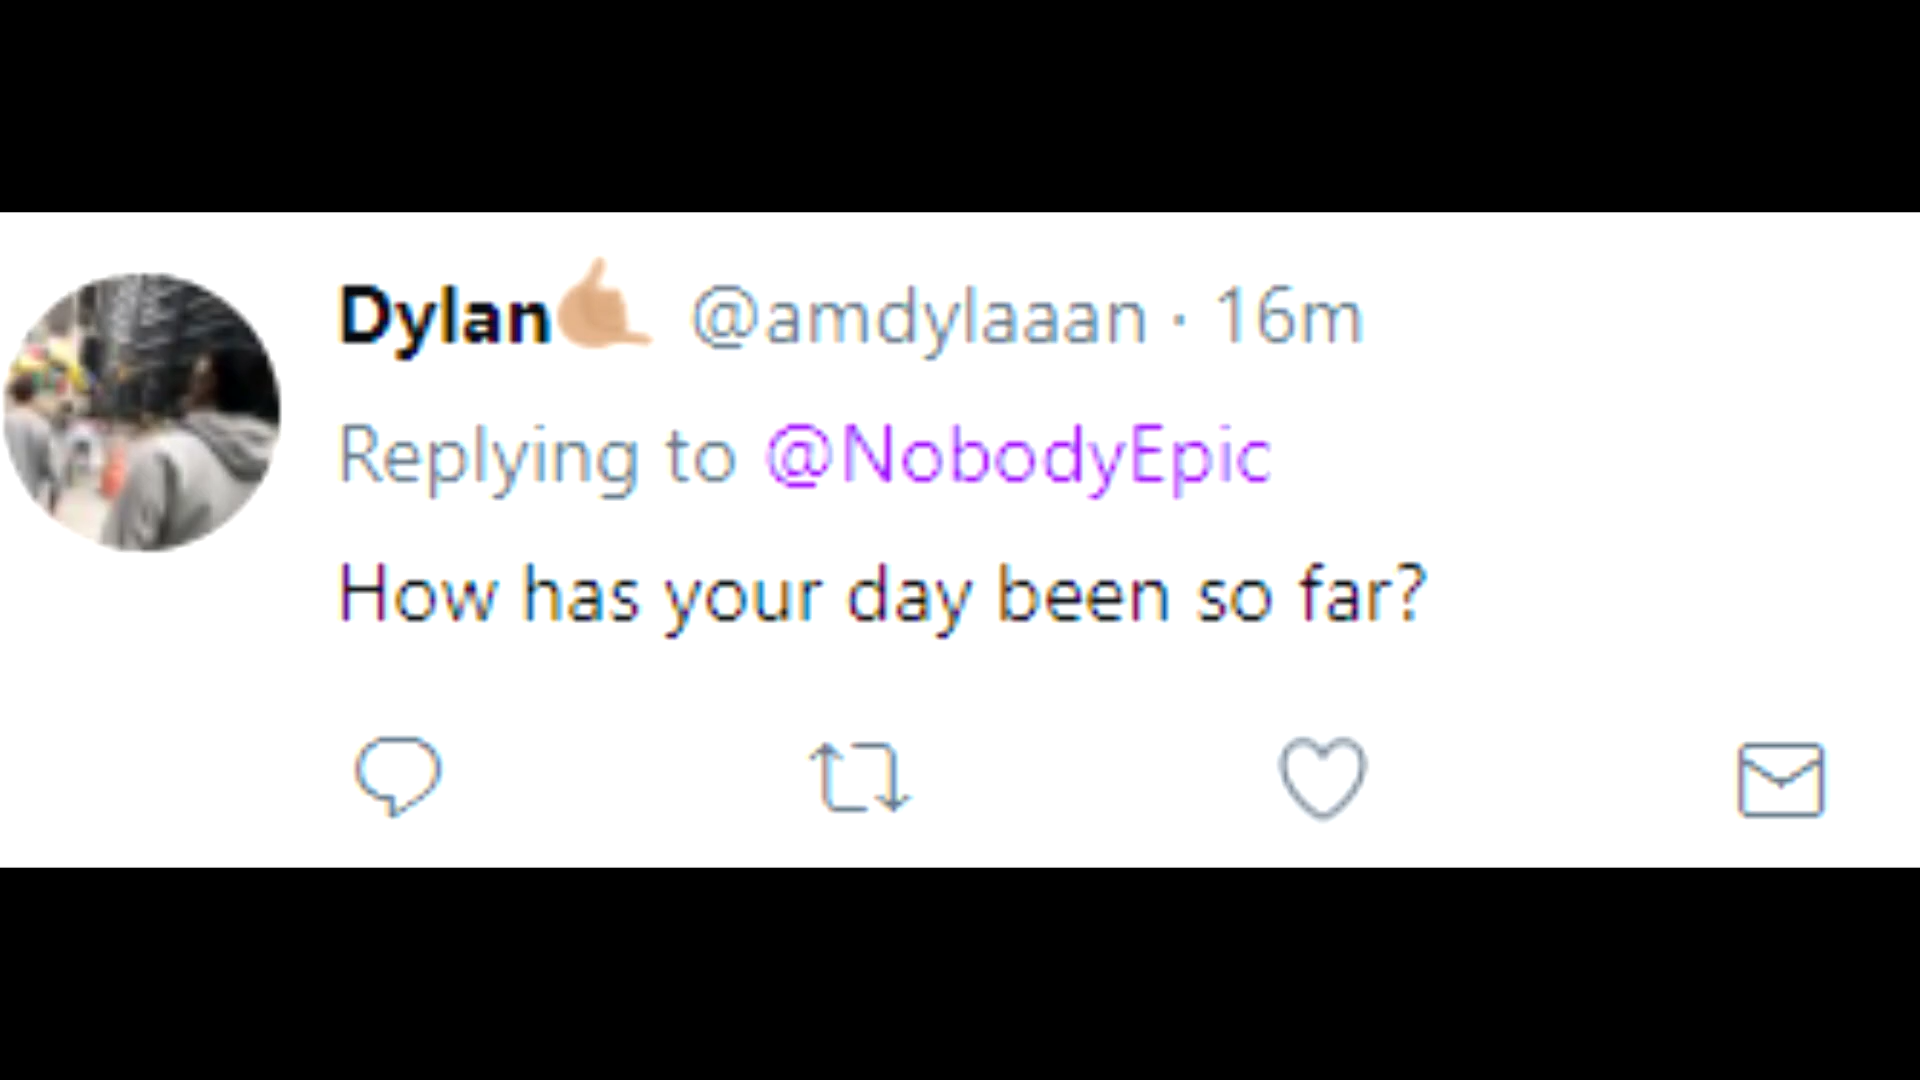 Dylan🤙🏼 @amdylaaan · 16m
Replying to @NobodyEpic
How has your day been so far?